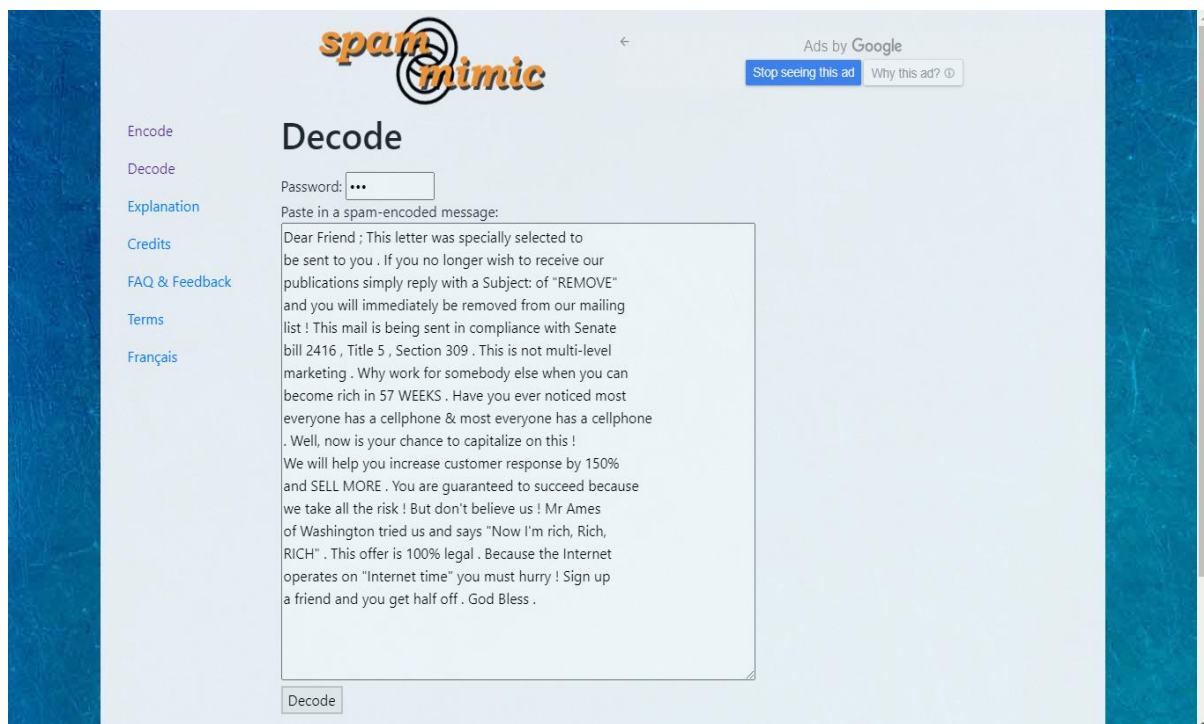 spam
mimic
Ads by Google
Stop seeing this ad Why this ad?
Encode
Decode
Explanation
Credits
FAQ & Feedback
Terms
Français
Decode
Password: •••
Paste in a spam-encoded message:
Dear Friend ; This letter was specially selected to
be sent to you . If you no longer wish to receive our
publications simply reply with a Subject: of "REMOVE"
and you will immediately be removed from our mailing
list ! This mail is being sent in compliance with Senate
bill 2416 , Title 5 , Section 309 . This is not multi-level
marketing . Why work for somebody else when you can
become rich in 57 WEEKS . Have you ever noticed most
everyone has a cellphone & most everyone has a cellphone
. Well, now is your chance to capitalize on this !
We will help you increase customer response by 150%
and SELL MORE . You are guaranteed to succeed because
we take all the risk ! But don't believe us ! Mr Ames
of Washington tried us and says "Now I'm rich, Rich,
RICH" . This offer is 100% legal . Because the Internet
operates on "Internet time" you must hurry ! Sign up
a friend and you get half off . God Bless .
Decode